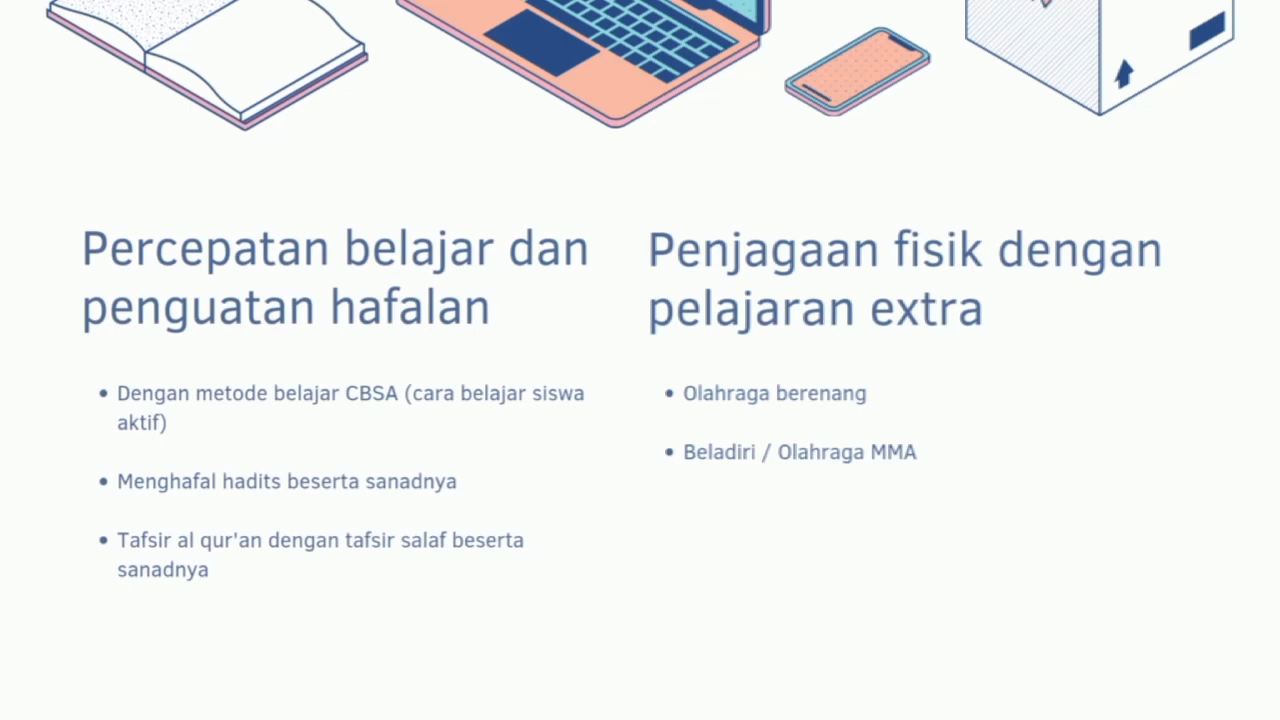 Percepatan belajar dan
penguatan hafalan
Dengan metode belajar CBSA (cara belajar siswa
aktif)
Menghafal hadits beserta sanadnya
Tafsir al qur'an dengan tafsir salaf beserta
sanadnya
Penjagaan fisik dengan
pelajaran extra
Olahraga berenang
Beladiri / Olahraga MMA